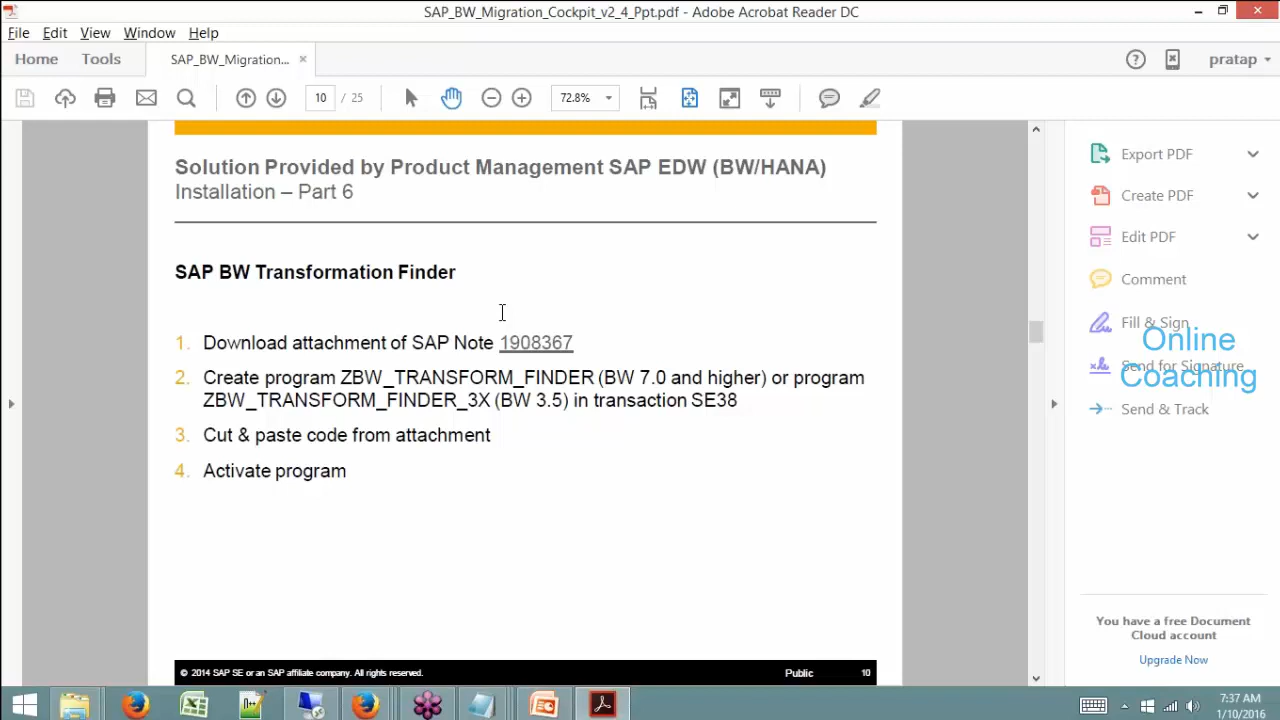 SAP_BW_Migration_Cockpit_v2_4_Ppt.pdf - Adobe Acrobat Reader DC
File Edit View Window Help
Home Tools SAP_BW_Migration... × pratap
10 / 25 72.8%
Solution Provided by Product Management SAP EDW (BW/HANA)
Installation – Part 6
SAP BW Transformation Finder
1. Download attachment of SAP Note 1908367
2. Create program ZBW_TRANSFORM_FINDER (BW 7.0 and higher) or program
ZBW_TRANSFORM_FINDER_3X (BW 3.5) in transaction SE38
3. Cut & paste code from attachment
4. Activate program
© 2014 SAP SE or an SAP affiliate company. All rights reserved. Public 10
Export PDF
Create PDF
Edit PDF
Comment
Fill & Sign
Online
Send for Signature
Coaching
Send & Track
You have a free Document
Cloud account
Upgrade Now
7:37 AM
1/10/2016